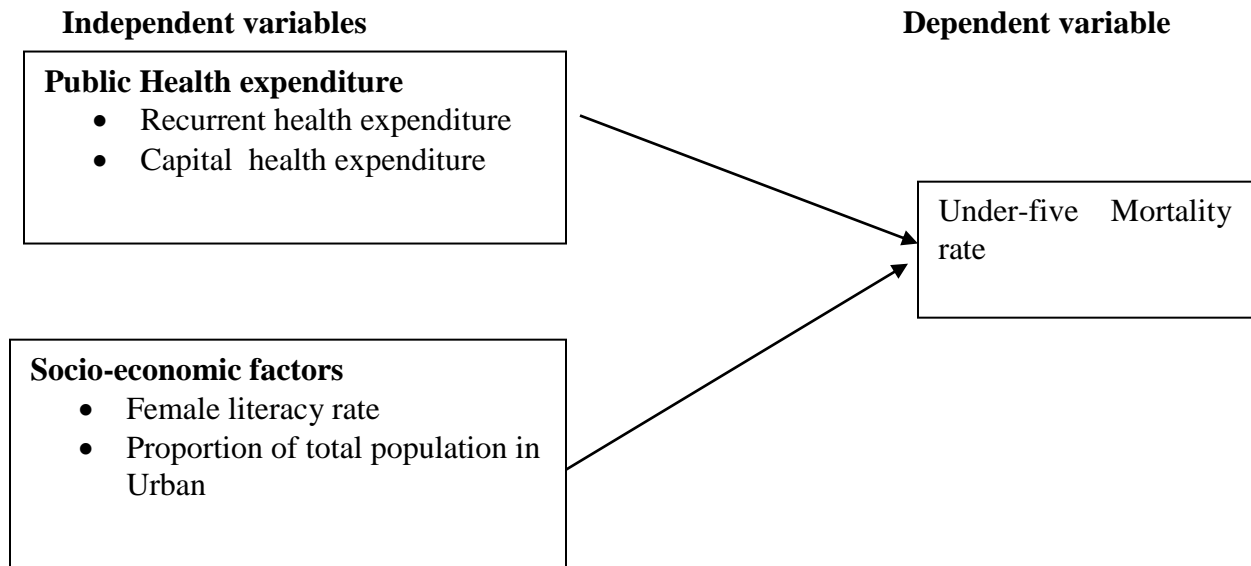 Independent variables
Dependent variable
Public Health expenditure
• Recurrent health expenditure
• Capital health expenditure
Under-five Mortality
rate
Socio-economic factors
• Female literacy rate
• Proportion of total population in
Urban